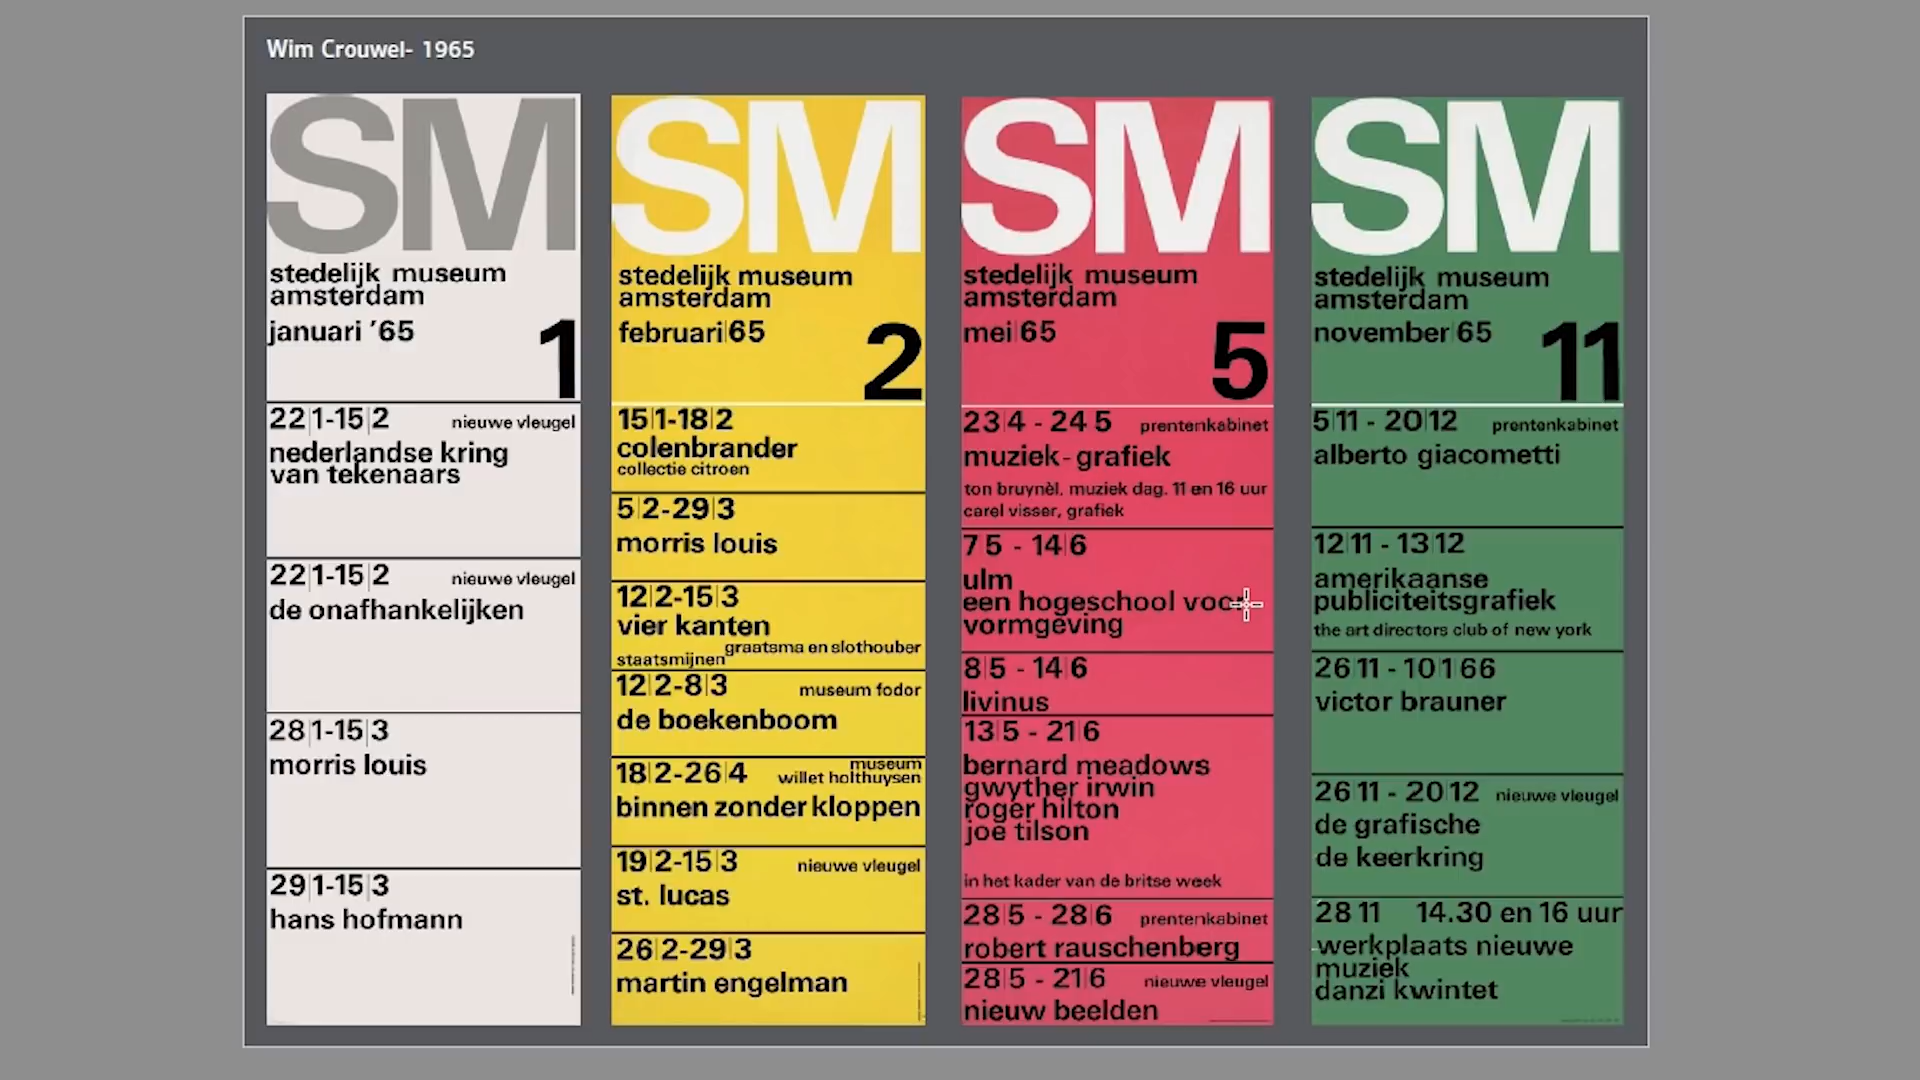 Wim Crouwel- 1965
SM
stedelijk museum
amsterdam
januari ’65
1
22|1-15|2 nieuwe vleugel
nederlandse kring
van tekenaars
22|1-15|2 nieuwe vleugel
de onafhankelijken
28|1-15|3
morris louis
29|1-15|3
hans hofmann
SM
stedelijk museum
amsterdam
februari|65
2
15|1-18|2
colenbrander
collectie citroen
5|2-29|3
morris louis
12|2-15|3
vier kanten
graatsma en slothouber
staatsmijnen
12|2-8|3 museum fodor
de boekenboom
museum
18|2-26|4 willet holthuysen
binnen zonder kloppen
19|2-15|3 nieuwe vleugel
st. lucas
26|2-29|3
martin engelman
SM
stedelijk museum
amsterdam
mei|65
5
23|4 - 24|5 prentenkabinet
muziek-grafiek
ton bruynèl, muziek dag. 11 en 16 uur
carel visser, grafiek
7|5 - 14|6
ulm
een hogeschool voor
vormgeving
8|5 - 14|6
livinus
13|5 - 21|6
bernard meadows
gwyther irwin
roger hilton
joe tilson
in het kader van de britse week
28|5 - 28|6 prentenkabinet
robert rauschenberg
28|5 - 21|6 nieuwe vleugel
nieuw beelden
SM
stedelijk museum
amsterdam
november|65
11
5|11 - 20|12 prentenkabinet
alberto giacometti
12|11 - 13|12
amerikaanse
publiciteitsgrafiek
the art directors club of new york
26|11 - 10|1|66
victor brauner
26|11 - 20|12 nieuwe vleugel
de grafische
de keerkring
28|11 14.30 en 16 uur
werkplaats nieuwe
muziek
danzi kwintet